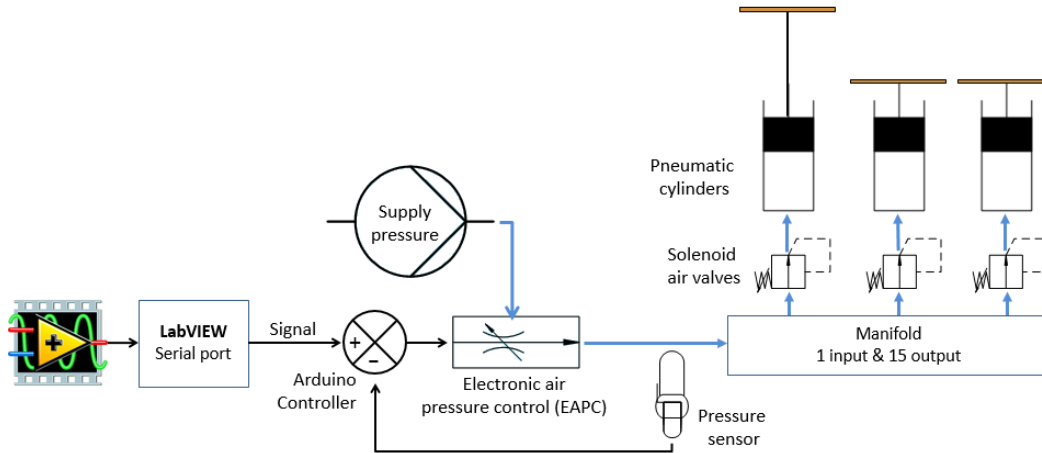 Pneumatic
cylinders
Supply
pressure
Solenoid
air valves
LabVIEW
Serial port
Signal
+
−
Arduino
Controller
Electronic air
pressure control (EAPC)
Manifold
1 input & 15 output
Pressure
sensor